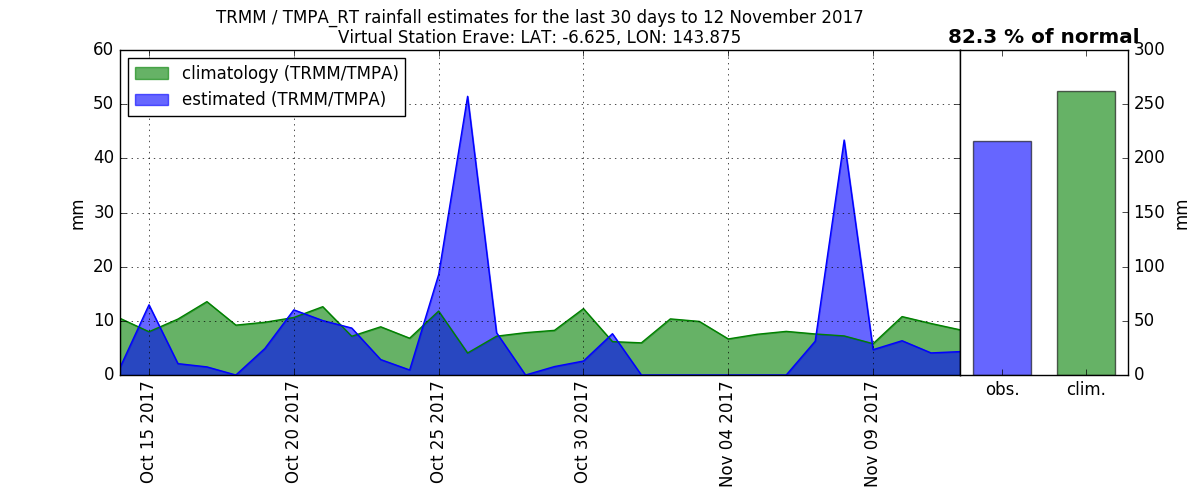 TRMM / TMPA_RT rainfall estimates for the last 30 days to 12 November 2017
Virtual Station Erave: LAT: -6.625, LON: 143.875
82.3 % of normal
climatology (TRMM/TMPA)
estimated (TRMM/TMPA)
60
50
40
30
20
10
0
mm
Oct 15 2017
Oct 20 2017
Oct 25 2017
Oct 30 2017
Nov 04 2017
Nov 09 2017
300
250
200
150
100
50
0
mm
obs.
clim.